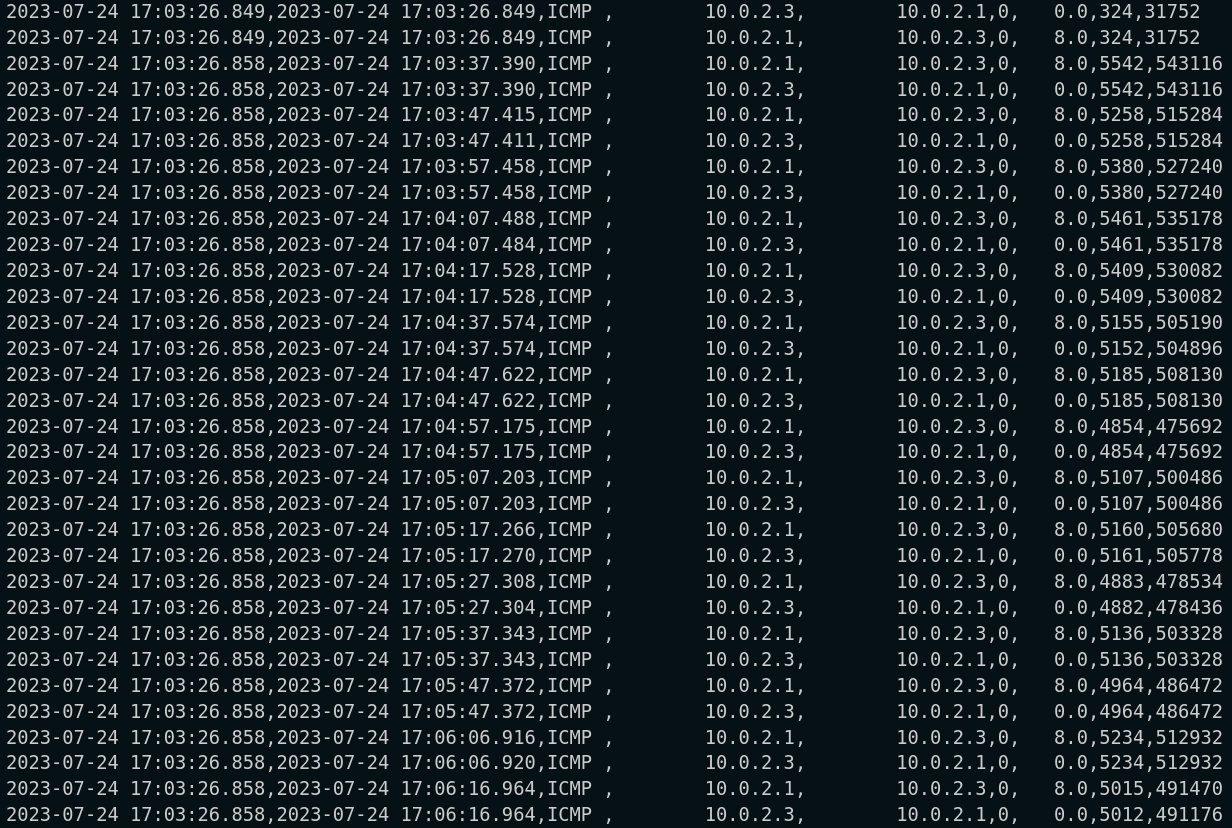 2023-07-24 17:03:26.849,2023-07-24 17:03:26.849,ICMP ,        10.0.2.3,        10.0.2.1,0,   0.0,324,31752
2023-07-24 17:03:26.849,2023-07-24 17:03:26.849,ICMP ,        10.0.2.1,        10.0.2.3,0,   8.0,324,31752
2023-07-24 17:03:26.858,2023-07-24 17:03:37.390,ICMP ,        10.0.2.1,        10.0.2.3,0,   8.0,5542,543116
2023-07-24 17:03:26.858,2023-07-24 17:03:37.390,ICMP ,        10.0.2.3,        10.0.2.1,0,   0.0,5542,543116
2023-07-24 17:03:26.858,2023-07-24 17:03:47.415,ICMP ,        10.0.2.1,        10.0.2.3,0,   8.0,5258,515284
2023-07-24 17:03:26.858,2023-07-24 17:03:47.411,ICMP ,        10.0.2.3,        10.0.2.1,0,   0.0,5258,515284
2023-07-24 17:03:26.858,2023-07-24 17:03:57.458,ICMP ,        10.0.2.1,        10.0.2.3,0,   8.0,5380,527240
2023-07-24 17:03:26.858,2023-07-24 17:03:57.458,ICMP ,        10.0.2.3,        10.0.2.1,0,   0.0,5380,527240
2023-07-24 17:03:26.858,2023-07-24 17:04:07.488,ICMP ,        10.0.2.1,        10.0.2.3,0,   8.0,5461,535178
2023-07-24 17:03:26.858,2023-07-24 17:04:07.484,ICMP ,        10.0.2.3,        10.0.2.1,0,   0.0,5461,535178
2023-07-24 17:03:26.858,2023-07-24 17:04:17.528,ICMP ,        10.0.2.1,        10.0.2.3,0,   8.0,5409,530082
2023-07-24 17:03:26.858,2023-07-24 17:04:17.528,ICMP ,        10.0.2.3,        10.0.2.1,0,   0.0,5409,530082
2023-07-24 17:03:26.858,2023-07-24 17:04:37.574,ICMP ,        10.0.2.1,        10.0.2.3,0,   8.0,5155,505190
2023-07-24 17:03:26.858,2023-07-24 17:04:37.574,ICMP ,        10.0.2.3,        10.0.2.1,0,   0.0,5152,504896
2023-07-24 17:03:26.858,2023-07-24 17:04:47.622,ICMP ,        10.0.2.1,        10.0.2.3,0,   8.0,5185,508130
2023-07-24 17:03:26.858,2023-07-24 17:04:47.622,ICMP ,        10.0.2.3,        10.0.2.1,0,   0.0,5185,508130
2023-07-24 17:03:26.858,2023-07-24 17:04:57.175,ICMP ,        10.0.2.1,        10.0.2.3,0,   8.0,4854,475692
2023-07-24 17:03:26.858,2023-07-24 17:04:57.175,ICMP ,        10.0.2.3,        10.0.2.1,0,   0.0,4854,475692
2023-07-24 17:03:26.858,2023-07-24 17:05:07.203,ICMP ,        10.0.2.1,        10.0.2.3,0,   8.0,5107,500486
2023-07-24 17:03:26.858,2023-07-24 17:05:07.203,ICMP ,        10.0.2.3,        10.0.2.1,0,   0.0,5107,500486
2023-07-24 17:03:26.858,2023-07-24 17:05:17.266,ICMP ,        10.0.2.1,        10.0.2.3,0,   8.0,5160,505680
2023-07-24 17:03:26.858,2023-07-24 17:05:17.270,ICMP ,        10.0.2.3,        10.0.2.1,0,   0.0,5161,505778
2023-07-24 17:03:26.858,2023-07-24 17:05:27.308,ICMP ,        10.0.2.1,        10.0.2.3,0,   8.0,4883,478534
2023-07-24 17:03:26.858,2023-07-24 17:05:27.304,ICMP ,        10.0.2.3,        10.0.2.1,0,   0.0,4882,478436
2023-07-24 17:03:26.858,2023-07-24 17:05:37.343,ICMP ,        10.0.2.1,        10.0.2.3,0,   8.0,5136,503328
2023-07-24 17:03:26.858,2023-07-24 17:05:37.343,ICMP ,        10.0.2.3,        10.0.2.1,0,   0.0,5136,503328
2023-07-24 17:03:26.858,2023-07-24 17:05:47.372,ICMP ,        10.0.2.1,        10.0.2.3,0,   8.0,4964,486472
2023-07-24 17:03:26.858,2023-07-24 17:05:47.372,ICMP ,        10.0.2.3,        10.0.2.1,0,   0.0,4964,486472
2023-07-24 17:03:26.858,2023-07-24 17:06:06.916,ICMP ,        10.0.2.1,        10.0.2.3,0,   8.0,5234,512932
2023-07-24 17:03:26.858,2023-07-24 17:06:06.920,ICMP ,        10.0.2.3,        10.0.2.1,0,   0.0,5234,512932
2023-07-24 17:03:26.858,2023-07-24 17:06:16.964,ICMP ,        10.0.2.1,        10.0.2.3,0,   8.0,5015,491470
2023-07-24 17:03:26.858,2023-07-24 17:06:16.964,ICMP ,        10.0.2.3,        10.0.2.1,0,   0.0,5012,491176